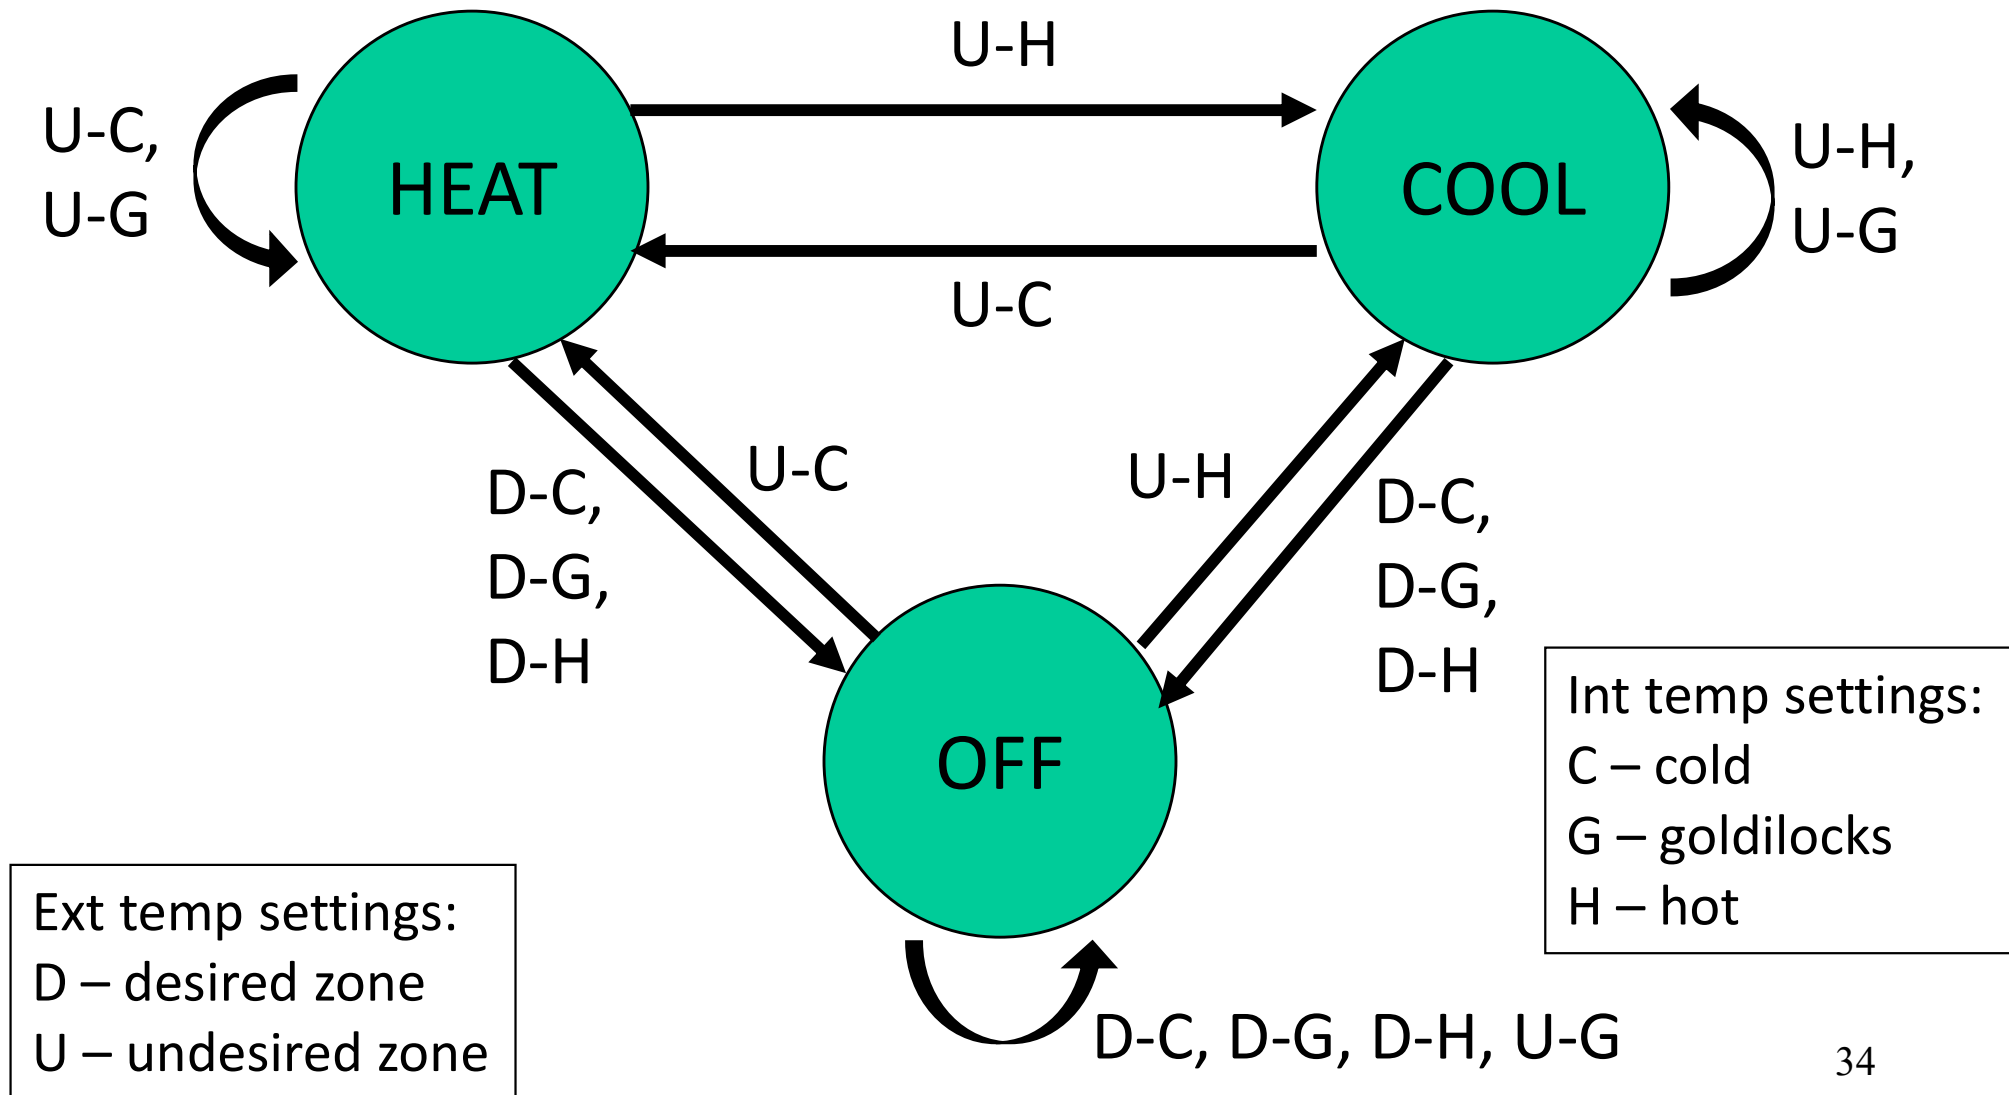 U-H
U-C,
U-G
HEAT
COOL
U-H,
U-G
U-C
U-C
U-H
D-C,
D-G,
D-H
D-C,
D-G,
D-H
OFF
Int temp settings:
C – cold
G – goldilocks
H – hot
Ext temp settings:
D – desired zone
U – undesired zone
D-C, D-G, D-H, U-G
34